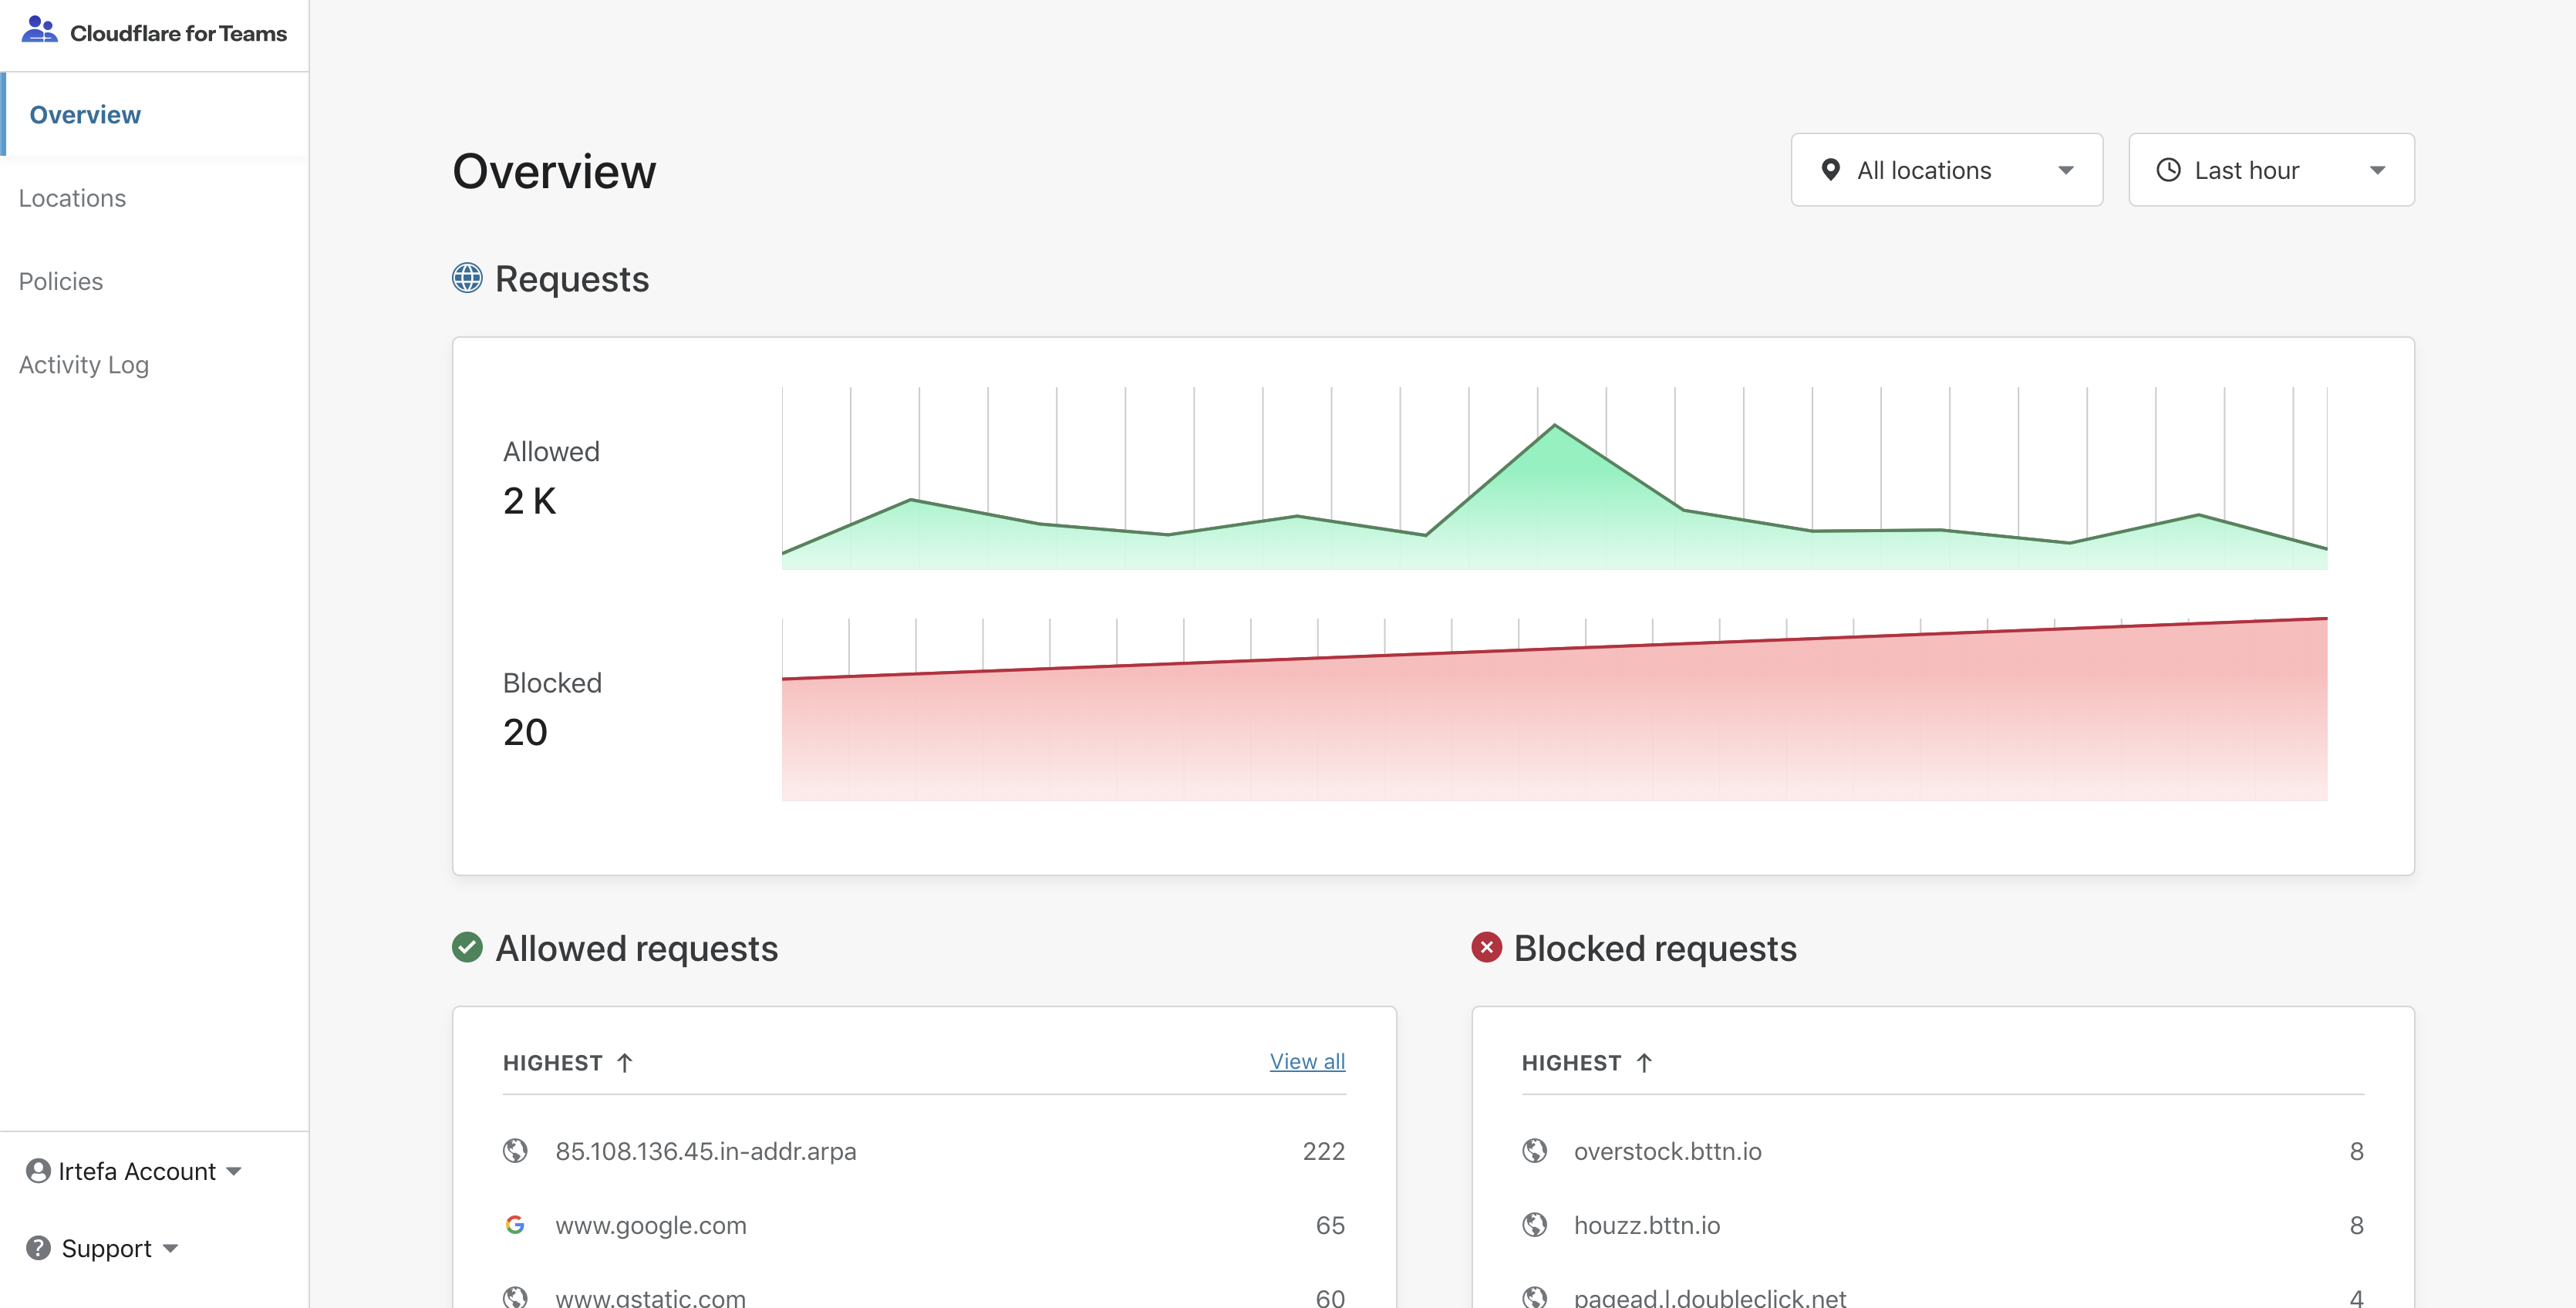 Cloudflare for Teams
Overview
Locations
Policies
Activity Log
Irtefa Account
Support
Overview
All locations
Last hour
Requests
Allowed
2 K
Blocked
20
Allowed requests
HIGHEST ↑
View all
85.108.136.45.in-addr.arpa 222
www.google.com 65
www.gstatic.com 60
Blocked requests
HIGHEST ↑
overstock.bttn.io 8
houzz.bttn.io 8
pagead.l.doubleclick.net 4